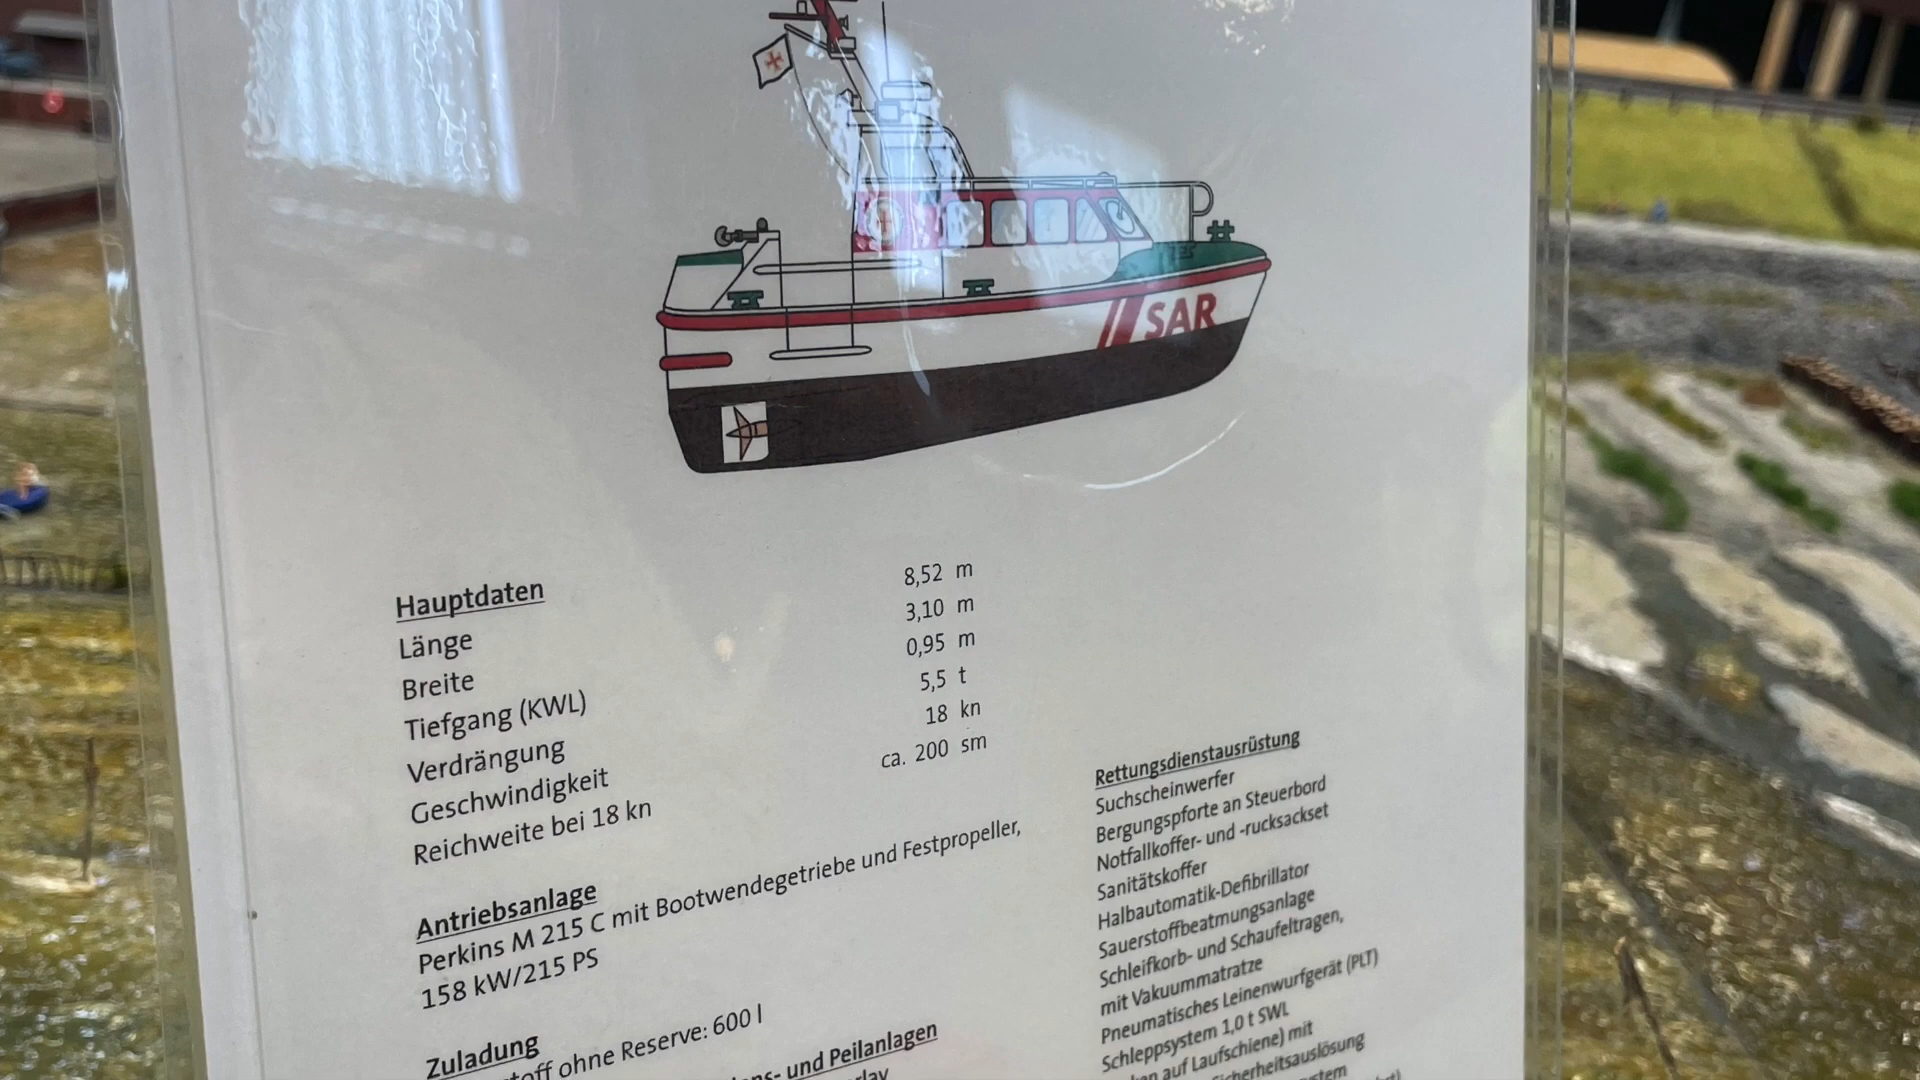 SAR
Hauptdaten
Länge 8,52 m
Breite 3,10 m
Tiefgang (KWL) 0,95 m
Verdrängung 5,5 t
Geschwindigkeit 18 kn
Reichweite bei 18 kn ca. 200 sm
Antriebsanlage
Perkins M 215 C mit Bootwendegetriebe und Festpropeller,
158 kW/215 PS
Zuladung
ohne Reserve: 600 l
und Peilanlagen
Rettungsdienstausrüstung
Suchscheinwerfer
Bergungspforte an Steuerbord
Notfallkoffer- und -rucksackset
Sanitätskoffer
Halbautomatik-Defibrillator
Sauerstoffbeatmungsanlage
Schleifkorb- und Schaufeltragen,
mit Vakuummatratze
Pneumatisches Leinenwurfgerät (PLT)
Schleppsystem 1,0 t SWL
auf Laufschiene) mit